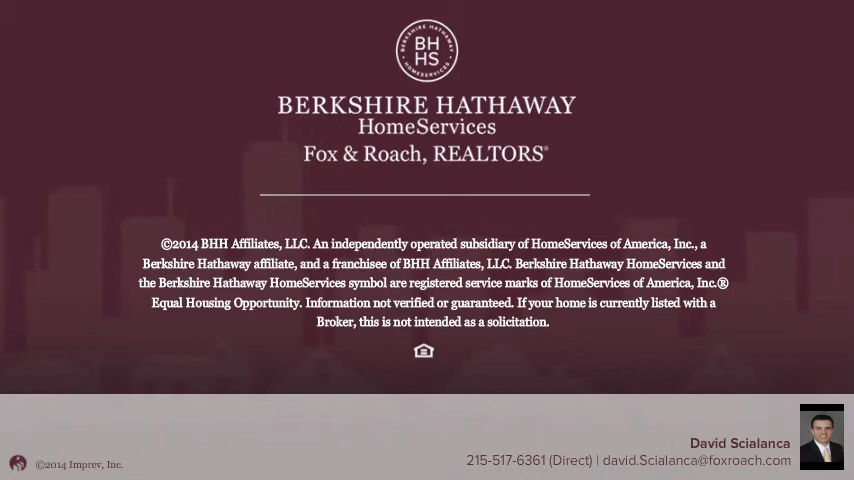 BERKSHIRE HATHAWAY
BH
HS
HOMESERVICES
BERKSHIRE HATHAWAY
HomeServices
Fox & Roach, REALTORS®
©2014 BHH Affiliates, LLC. An independently operated subsidiary of HomeServices of America, Inc., a
Berkshire Hathaway affiliate, and a franchisee of BHH Affiliates, LLC. Berkshire Hathaway HomeServices and
the Berkshire Hathaway HomeServices symbol are registered service marks of HomeServices of America, Inc.®
Equal Housing Opportunity. Information not verified or guaranteed. If your home is currently listed with a
Broker, this is not intended as a solicitation.
David Scialanca
215-517-6361 (Direct) | david.Scialanca@foxroach.com
©2014 Imprev, Inc.